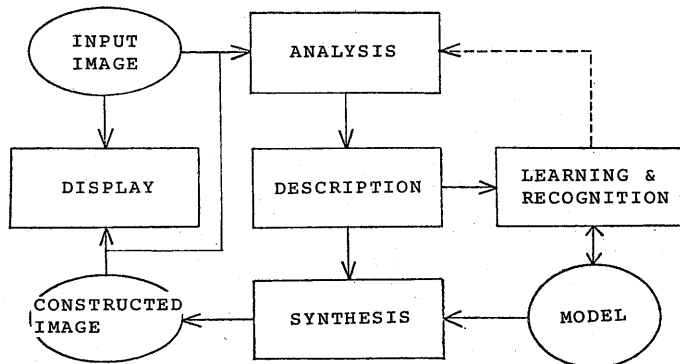 INPUT
IMAGE
ANALYSIS
DISPLAY
DESCRIPTION
LEARNING &
RECOGNITION
CONSTRUCTED
IMAGE
SYNTHESIS
MODEL